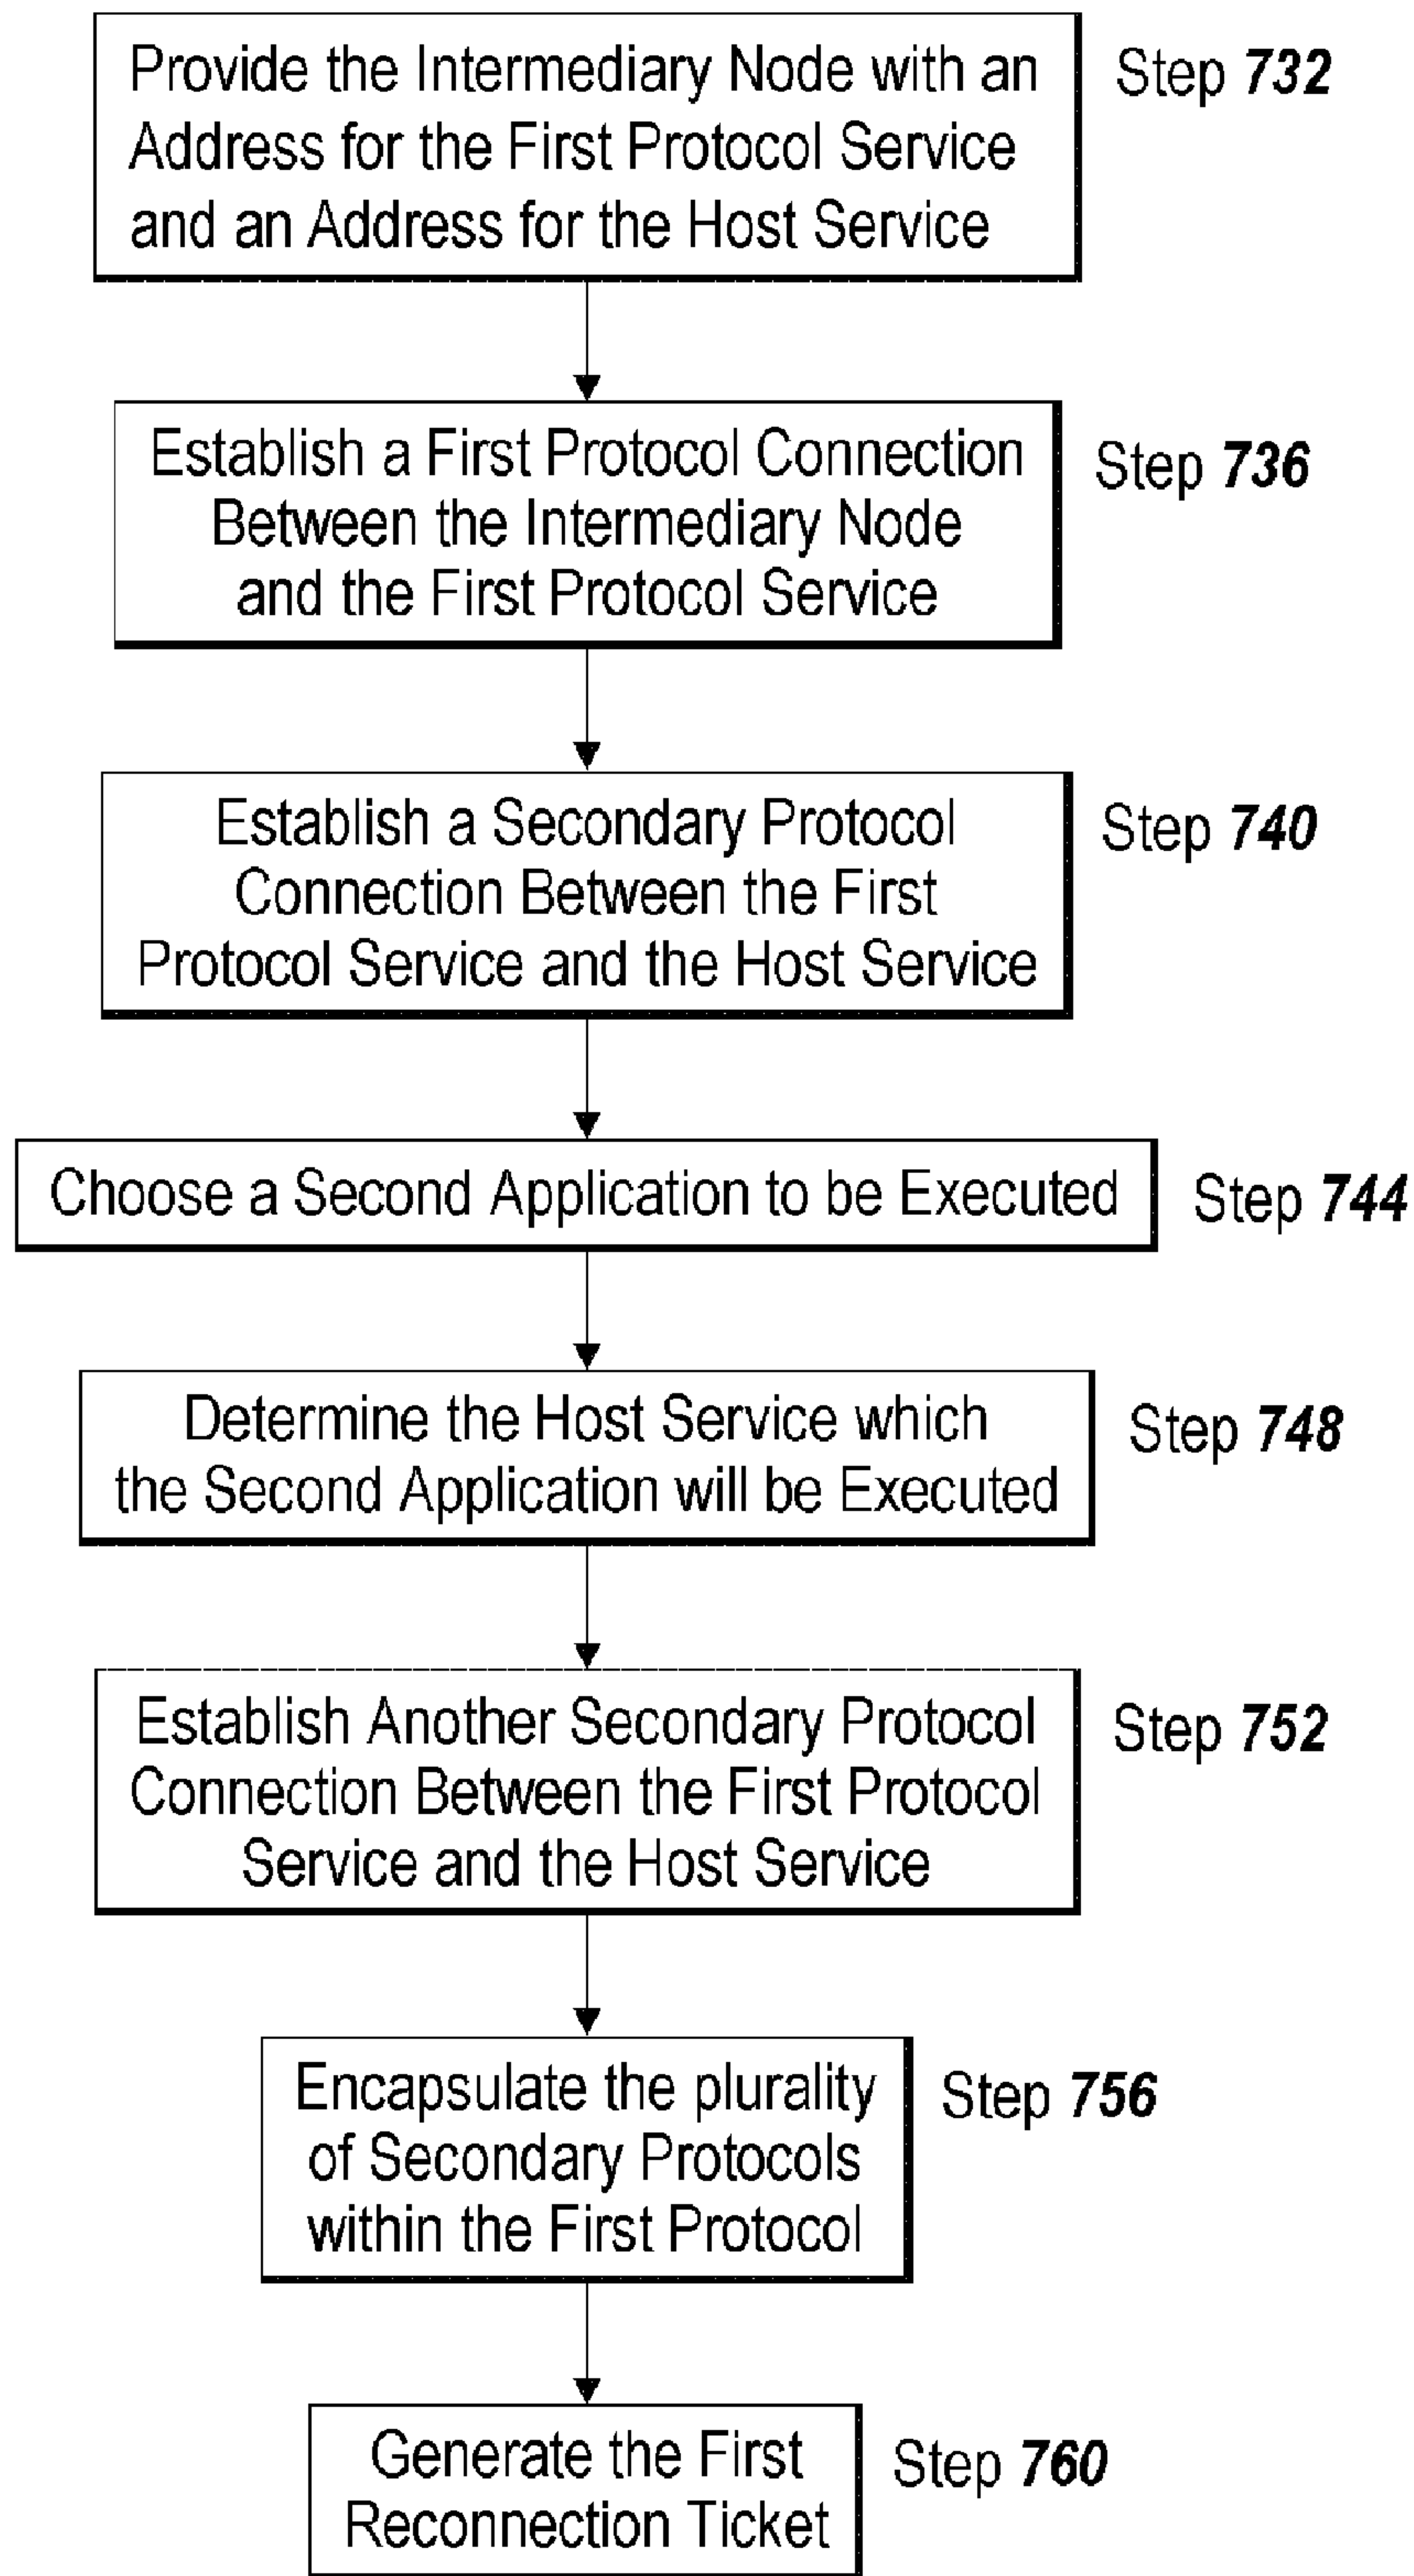 Provide the Intermediary Node with an
Address for the First Protocol Service
and an Address for the Host Service
Step 732
Establish a First Protocol Connection
Between the Intermediary Node
and the First Protocol Service
Step 736
Establish a Secondary Protocol
Connection Between the First
Protocol Service and the Host Service
Step 740
Choose a Second Application to be Executed
Step 744
Determine the Host Service which
the Second Application will be Executed
Step 748
Establish Another Secondary Protocol
Connection Between the First Protocol
Service and the Host Service
Step 752
Encapsulate the plurality
of Secondary Protocols
within the First Protocol
Step 756
Generate the First
Reconnection Ticket
Step 760